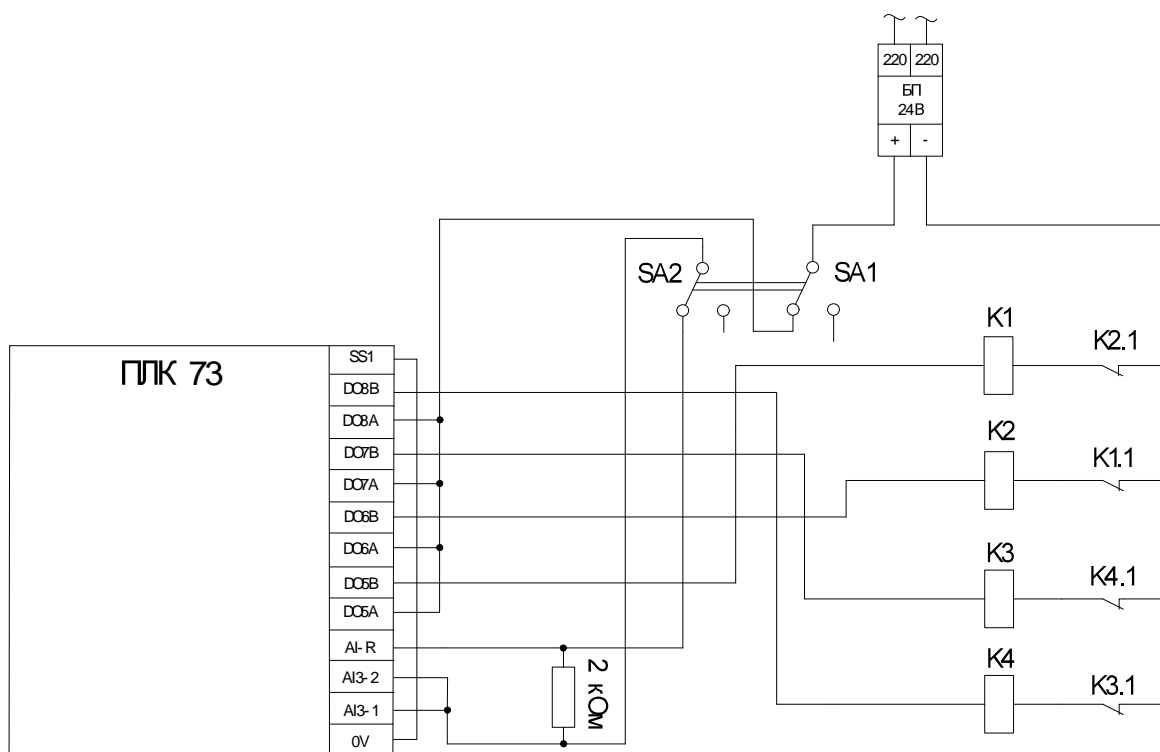 220 220
БП
24В
+ -
SA2
SA1
K1
K2.1
ПЛК 73
SS1
DO8B
DO8A
DO7B
DO7A
DO6B
DO6A
DO5B
DO5A
AI-R
AI3-2
AI3-1
0V
K2
K1.1
K3
K4.1
2 кОм
K4
K3.1